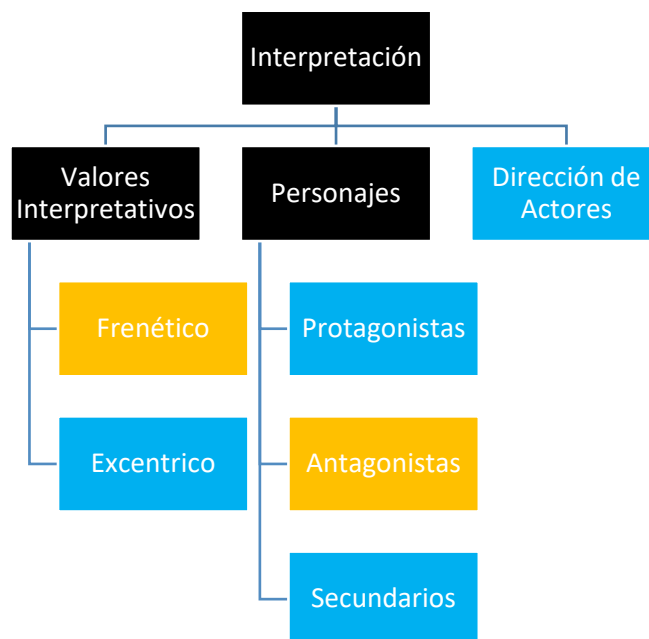 Interpretación
Valores
Interpretativos
Personajes
Dirección de
Actores
Frenético
Protagonistas
Excentrico
Antagonistas
Secundarios